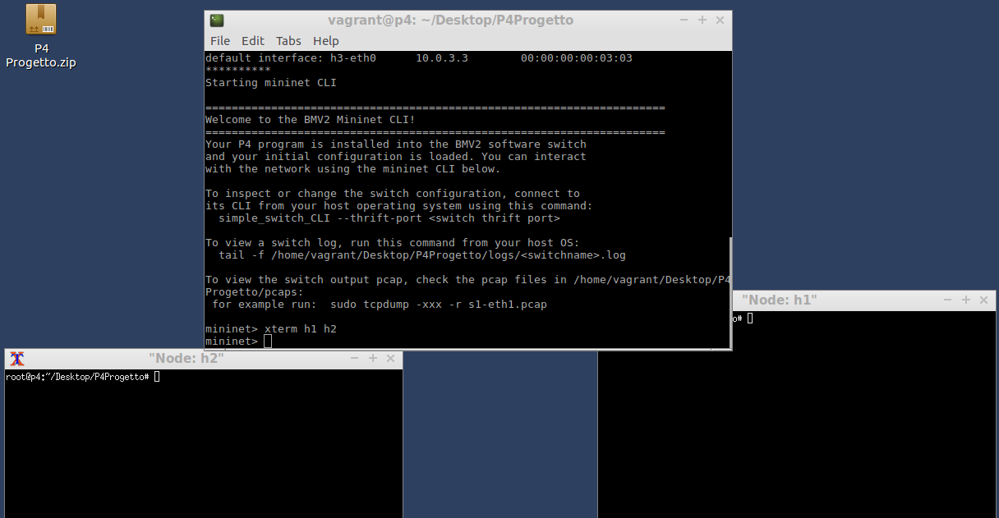 P4
Progetto.zip
vagrant@p4: ~/Desktop/P4Progetto
File Edit Tabs Help
default interface: h3-eth0 10.0.3.3 00:00:00:00:03:03
**********
Starting mininet CLI
======================================================================
Welcome to the BMV2 Mininet CLI!
======================================================================
Your P4 program is installed into the BMV2 software switch
and your initial configuration is loaded. You can interact
with the network using the mininet CLI below.
To inspect or change the switch configuration, connect to
its CLI from your host operating system using this command:
simple_switch_CLI --thrift-port <switch thrift port>
To view a switch log, run this command from your host OS:
tail -f /home/vagrant/Desktop/P4Progetto/logs/<switchname>.log
To view the switch output pcap, check the pcap files in /home/vagrant/Desktop/P4
Progetto/pcaps:
for example run: sudo tcpdump -xxx -r s1-eth1.pcap
mininet> xterm h1 h2
mininet>
"Node: h1"
o#
"Node: h2"
root@p4:~/Desktop/P4Progetto#